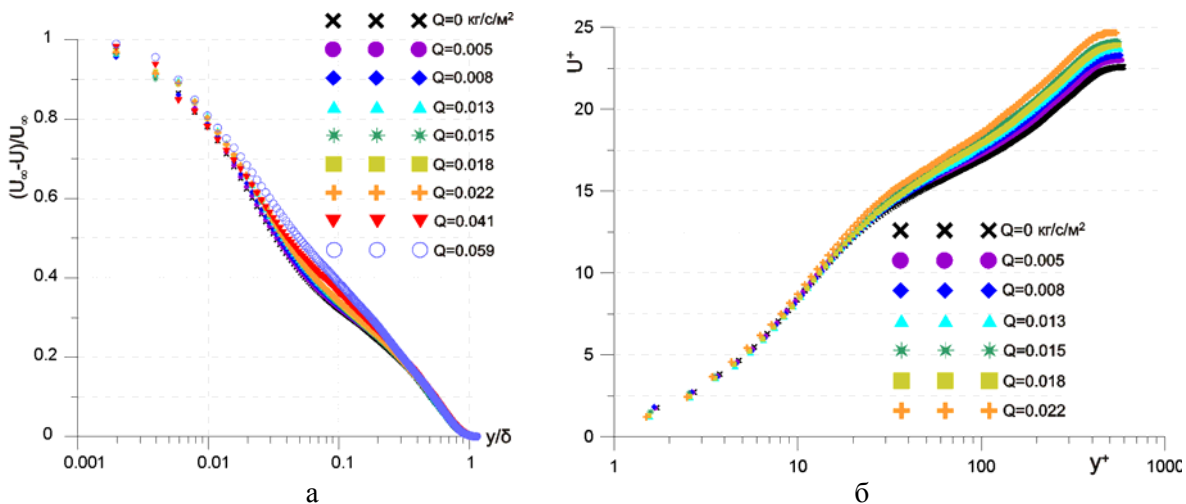 (U∞-U)/U∞
1
0.8
0.6
0.4
0.2
0
0.001
0.01
0.1
1
y/δ
Q=0 кг/с/м²
Q=0.005
Q=0.008
Q=0.013
Q=0.015
Q=0.018
Q=0.022
Q=0.041
Q=0.059
а
U⁺
25
20
15
10
5
0
1
10
100
1000
y⁺
Q=0 кг/с/м²
Q=0.005
Q=0.008
Q=0.013
Q=0.015
Q=0.018
Q=0.022
б